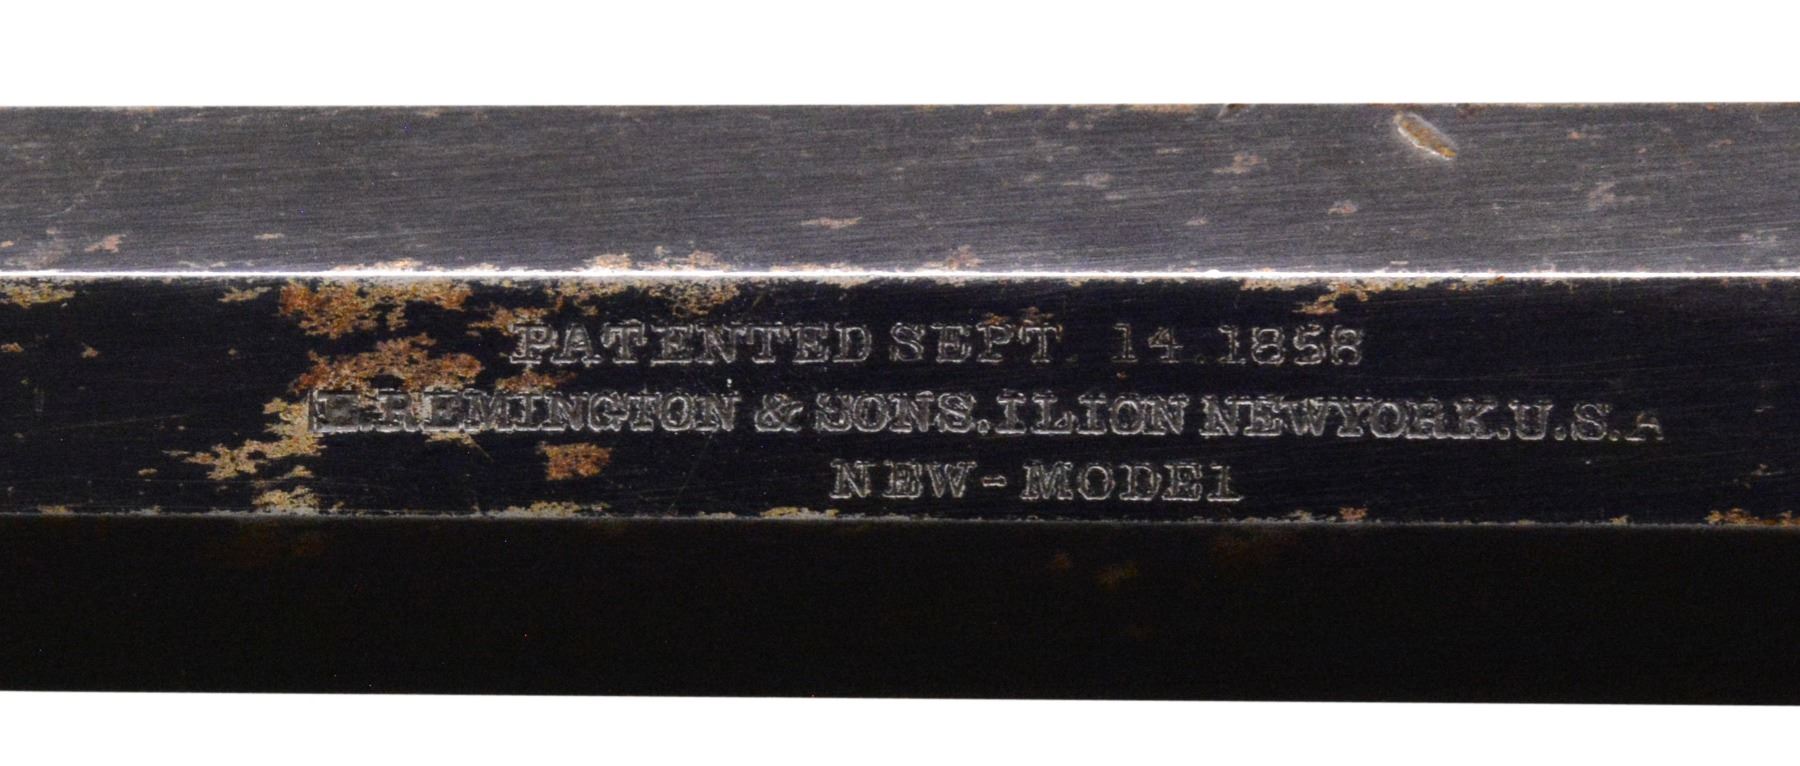 PATENTED SEPT. 14.1858
E.REMINGTON & SONS.ILION NEWYORK.U.S.A
NEW-MODEL